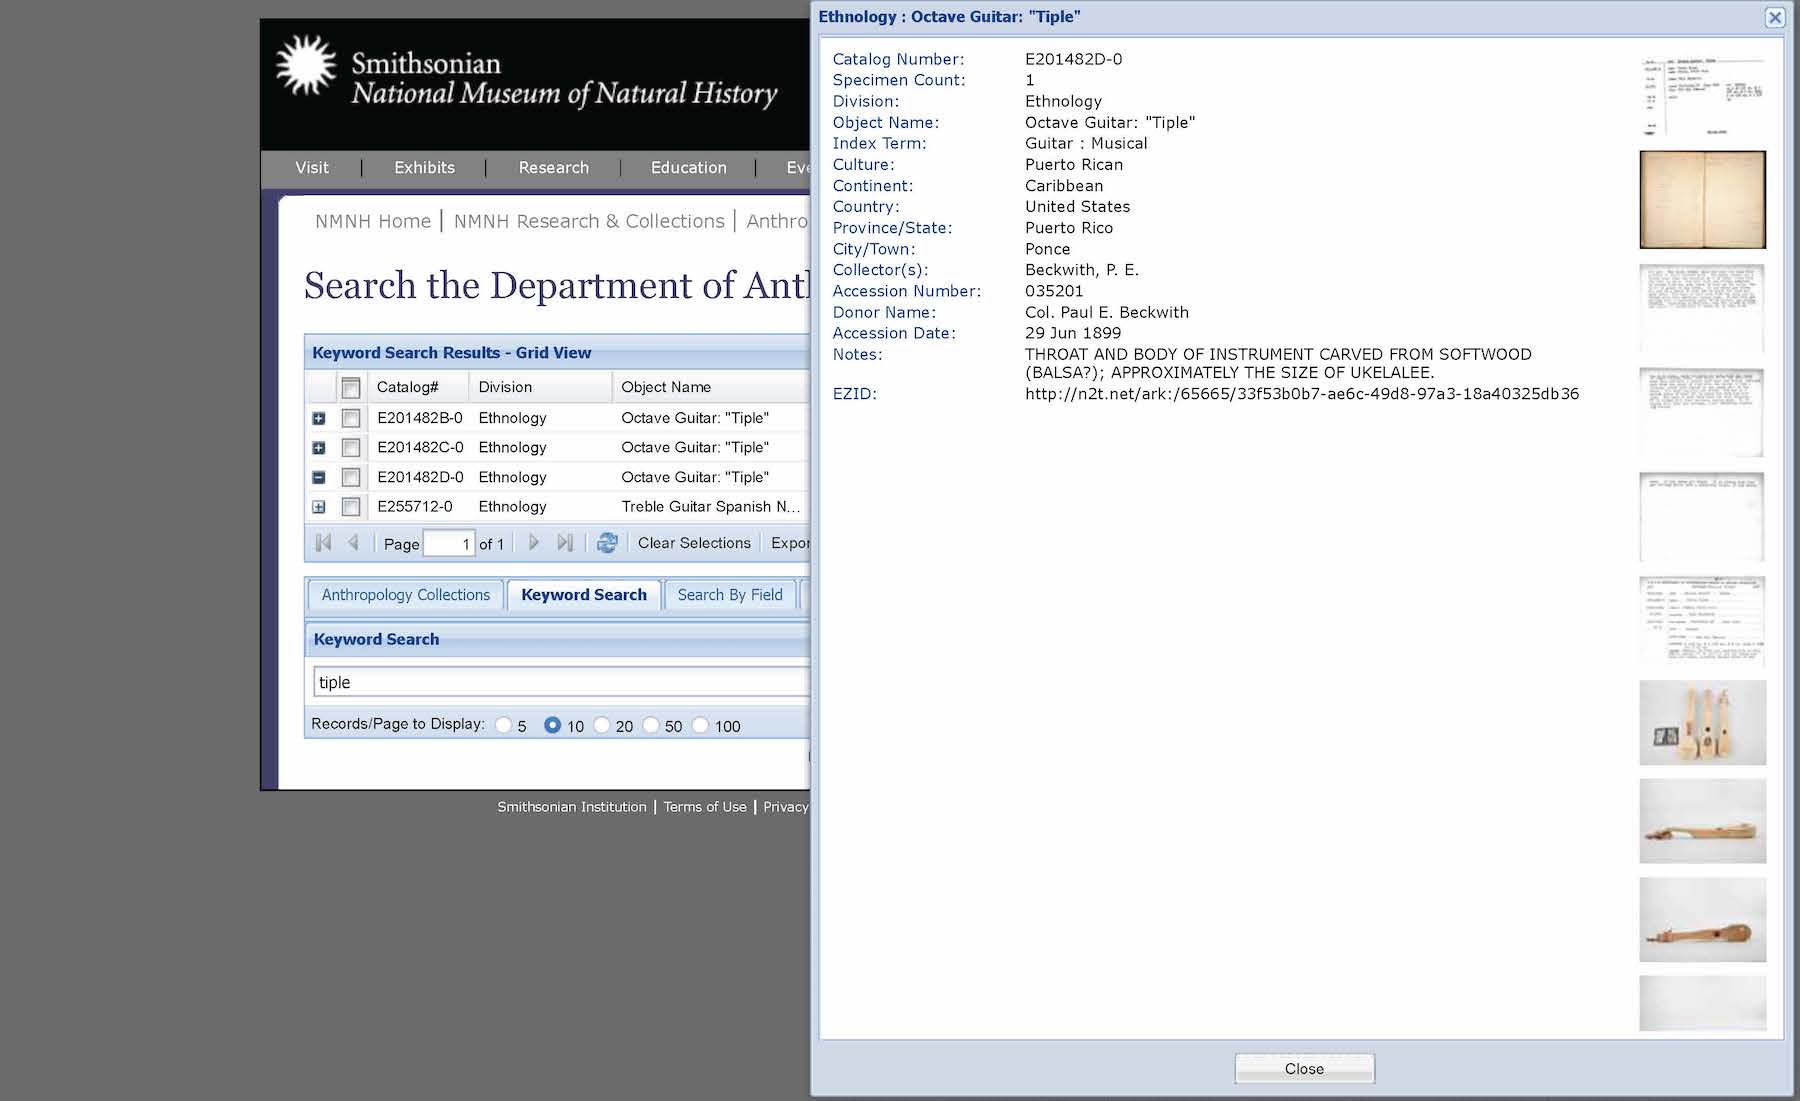 Smithsonian
National Museum of Natural History
Visit
Exhibits
Research
Education
Eve
NMNH Home
NMNH Research & Collections
Anthro
Search the Department of Anth
Keyword Search Results - Grid View
Catalog# Division Object Name
E201482B-0 Ethnology Octave Guitar: "Tiple"
E201482C-0 Ethnology Octave Guitar: "Tiple"
E201482D-0 Ethnology Octave Guitar: "Tiple"
E255712-0 Ethnology Treble Guitar Spanish N...
Page 1 of 1 Clear Selections Expor
Anthropology Collections Keyword Search Search By Field
Keyword Search
tiple
Records/Page to Display: 5 10 20 50 100
Smithsonian Institution | Terms of Use | Privacy
Ethnology : Octave Guitar: "Tiple"
Catalog Number: E201482D-0
Specimen Count: 1
Division: Ethnology
Object Name: Octave Guitar: "Tiple"
Index Term: Guitar : Musical
Culture: Puerto Rican
Continent: Caribbean
Country: United States
Province/State: Puerto Rico
City/Town: Ponce
Collector(s): Beckwith, P. E.
Accession Number: 035201
Donor Name: Col. Paul E. Beckwith
Accession Date: 29 Jun 1899
Notes: THROAT AND BODY OF INSTRUMENT CARVED FROM SOFTWOOD
(BALSA?); APPROXIMATELY THE SIZE OF UKELALEE.
EZID: http://n2t.net/ark:/65665/33f53b0b7-ae6c-49d8-97a3-18a40325db36
Close